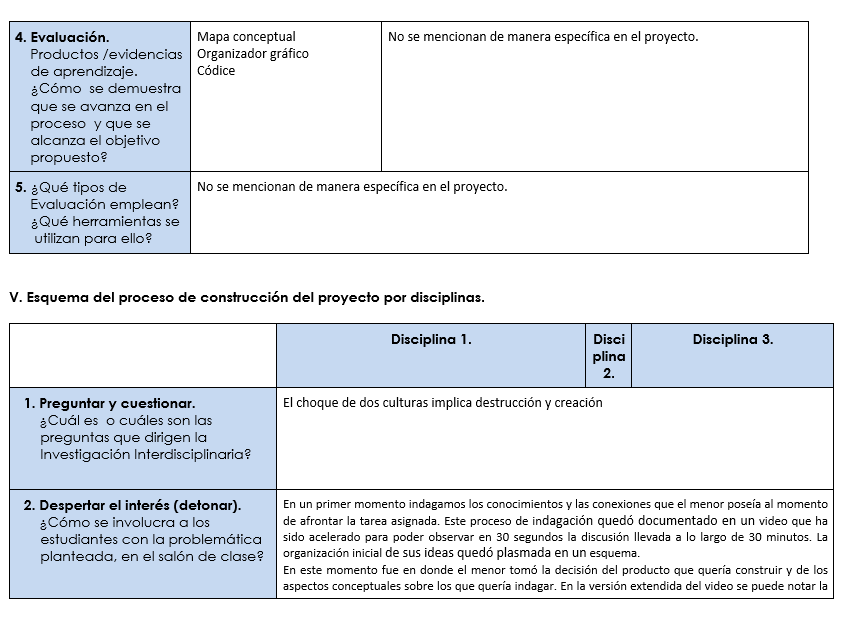 4. Evaluación.
Productos /evidencias
de aprendizaje.
¿Cómo se demuestra
que se avanza en el
proceso y que se
alcanza el objetivo
propuesto?
Mapa conceptual
Organizador gráfico
Códice
No se mencionan de manera específica en el proyecto.
5. ¿Qué tipos de
Evaluación emplean?
¿Qué herramientas se
utilizan para ello?
No se mencionan de manera específica en el proyecto.
V. Esquema del proceso de construcción del proyecto por disciplinas.
Disciplina 1.
Disci
plina
2.
Disciplina 3.
1. Preguntar y cuestionar.
¿Cuál es o cuáles son las
preguntas que dirigen la
Investigación Interdisciplinaria?
El choque de dos culturas implica destrucción y creación
2. Despertar el interés (detonar).
¿Cómo se involucra a los
estudiantes con la problemática
planteada, en el salón de clase?
En un primer momento indagamos los conocimientos y las conexiones que el menor poseía al momento
de afrontar la tarea asignada. Este proceso de indagación quedó documentado en un video que ha
sido acelerado para poder observar en 30 segundos la discusión llevada a lo largo de 30 minutos. La
organización inicial de sus ideas quedó plasmada en un esquema.
En este momento fue en donde el menor tomó la decisión del producto que quería construir y de los
aspectos conceptuales sobre los que quería indagar. En la versión extendida del video se puede notar la